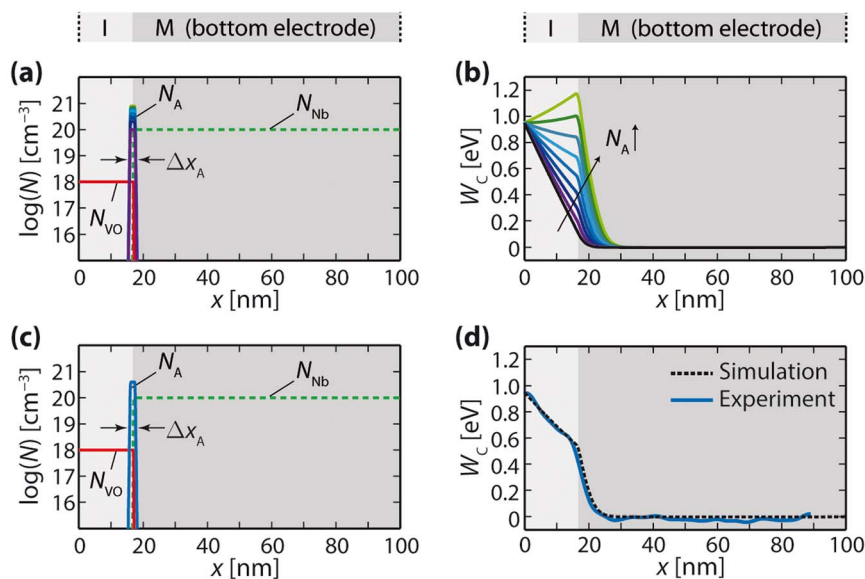 I M (bottom electrode) I M (bottom electrode)
(a) (b)
log(N) [cm⁻³]
21
20
19
18
17
16
N_A
N_Nb
Δx_A
N_VO
0 20 40 60 80 100
x [nm]
W_C [eV]
1.2
1.0
0.8
0.6
0.4
0.2
0
N_A↑
0 20 40 60 80 100
x [nm]
(c) (d)
log(N) [cm⁻³]
21
20
19
18
17
16
N_A
N_Nb
Δx_A
N_VO
0 20 40 60 80 100
x [nm]
W_C [eV]
1.2
1.0
0.8
0.6
0.4
0.2
0
Simulation
Experiment
0 20 40 60 80 100
x [nm]